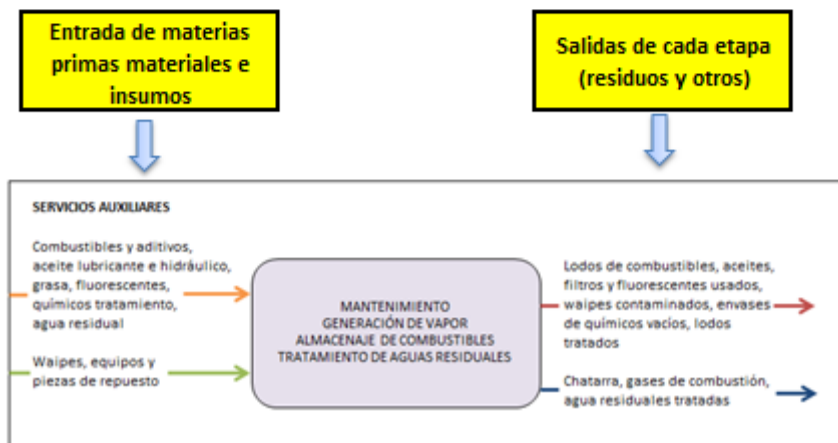 Entrada de materias
primas materiales e
insumos
Salidas de cada etapa
(residuos y otros)
SERVICIOS AUXILIARES
Combustibles y aditivos,
aceite lubricante e hidráulico,
grasa, fluorescentes,
químicos tratamiento,
agua residual
Waipes, equipos y
piezas de repuesto
MANTENIMIENTO
GENERACIÓN DE VAPOR
ALMACENAJE DE COMBUSTIBLES
TRATAMIENTO DE AGUAS RESIDUALES
Lodos de combustibles, aceites,
filtros y fluorescentes usados,
waipes contaminados, envases
de químicos vacíos, lodos
tratados
Chatarra, gases de combustión,
agua residuales tratadas